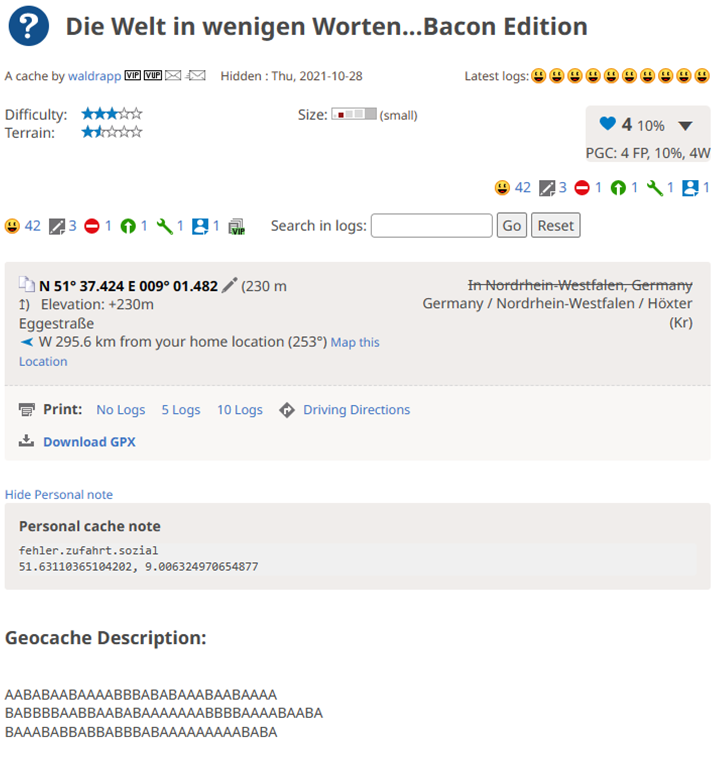 Die Welt in wenigen Worten...Bacon Edition
A cache by waldrapp VIP VUP Hidden : Thu, 2021-10-28 Latest logs:
Difficulty:
Size: (small)
4 10%
Terrain:
PGC: 4 FP, 10%, 4W
42 3 1 1 1 1
42 3 1 1 1 1 VIP Search in logs: Go Reset
N 51° 37.424 E 009° 01.482 (230 m
In Nordrhein-Westfalen, Germany
↥) Elevation: +230m
Germany / Nordrhein-Westfalen / Höxter
Eggestraße
(Kr)
W 295.6 km from your home location (253°) Map this
Location
Print: No Logs 5 Logs 10 Logs Driving Directions
Download GPX
Hide Personal note
Personal cache note
fehler.zufahrt.sozial
51.63110365104202, 9.006324970654877
Geocache Description:
AABABAABAAAABBBABABAAABAABAAAA
BABBBBAABBAABABAAAAAAABBBBAAAABAABA
BAAABABBABBABBBABAAAAAAAAABABA